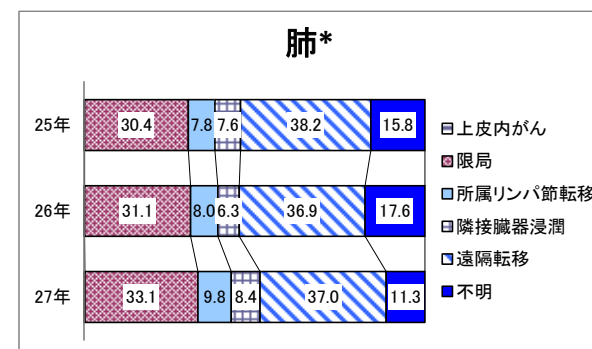 肺*
25年 30.4 7.8 7.6 38.2 15.8
26年 31.1 8.0 6.3 36.9 17.6
27年 33.1 9.8 8.4 37.0 11.3
上皮内がん
限局
所属リンパ節転移
隣接臓器浸潤
遠隔転移
不明